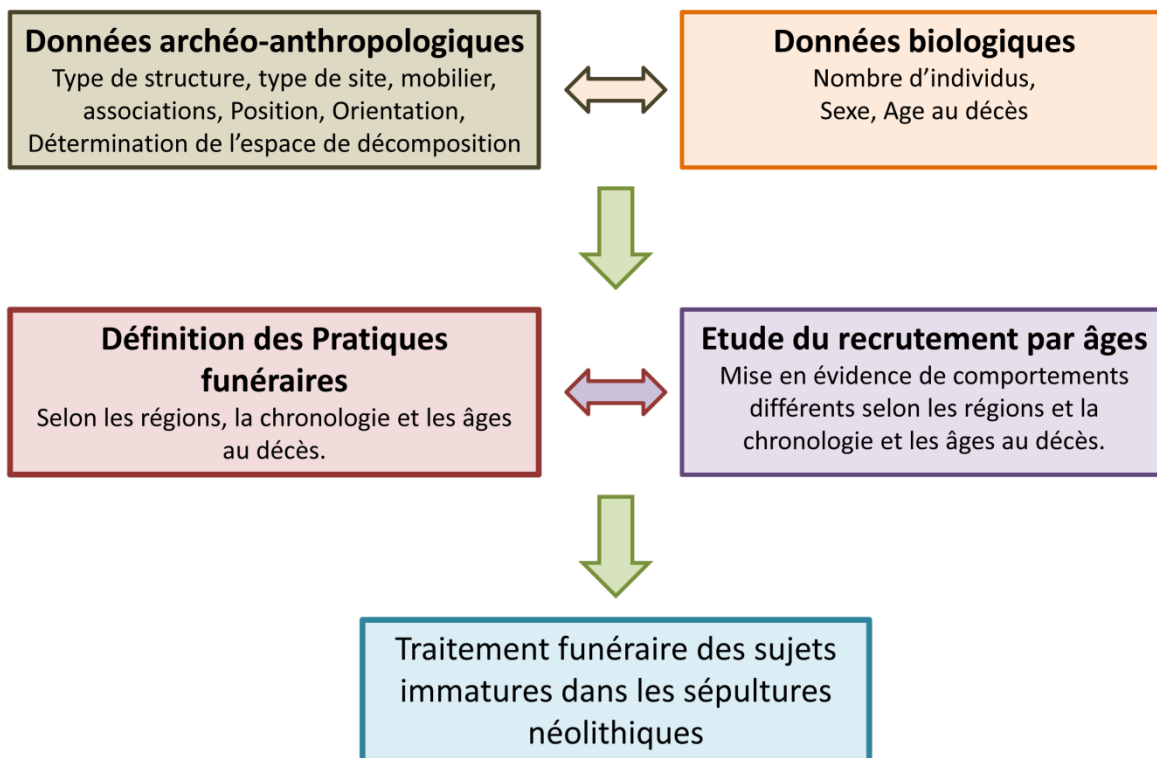 Données archéo-anthropologiques
Type de structure, type de site, mobilier,
associations, Position, Orientation,
Détermination de l'espace de décomposition
Données biologiques
Nombre d'individus,
Sexe, Age au décès
Définition des Pratiques
funéraires
Selon les régions, la chronologie et les âges
au décès.
Etude du recrutement par âges
Mise en évidence de comportements
différents selon les régions et la
chronologie et les âges au décès.
Traitement funéraire des sujets
immatures dans les sépultures
néolithiques